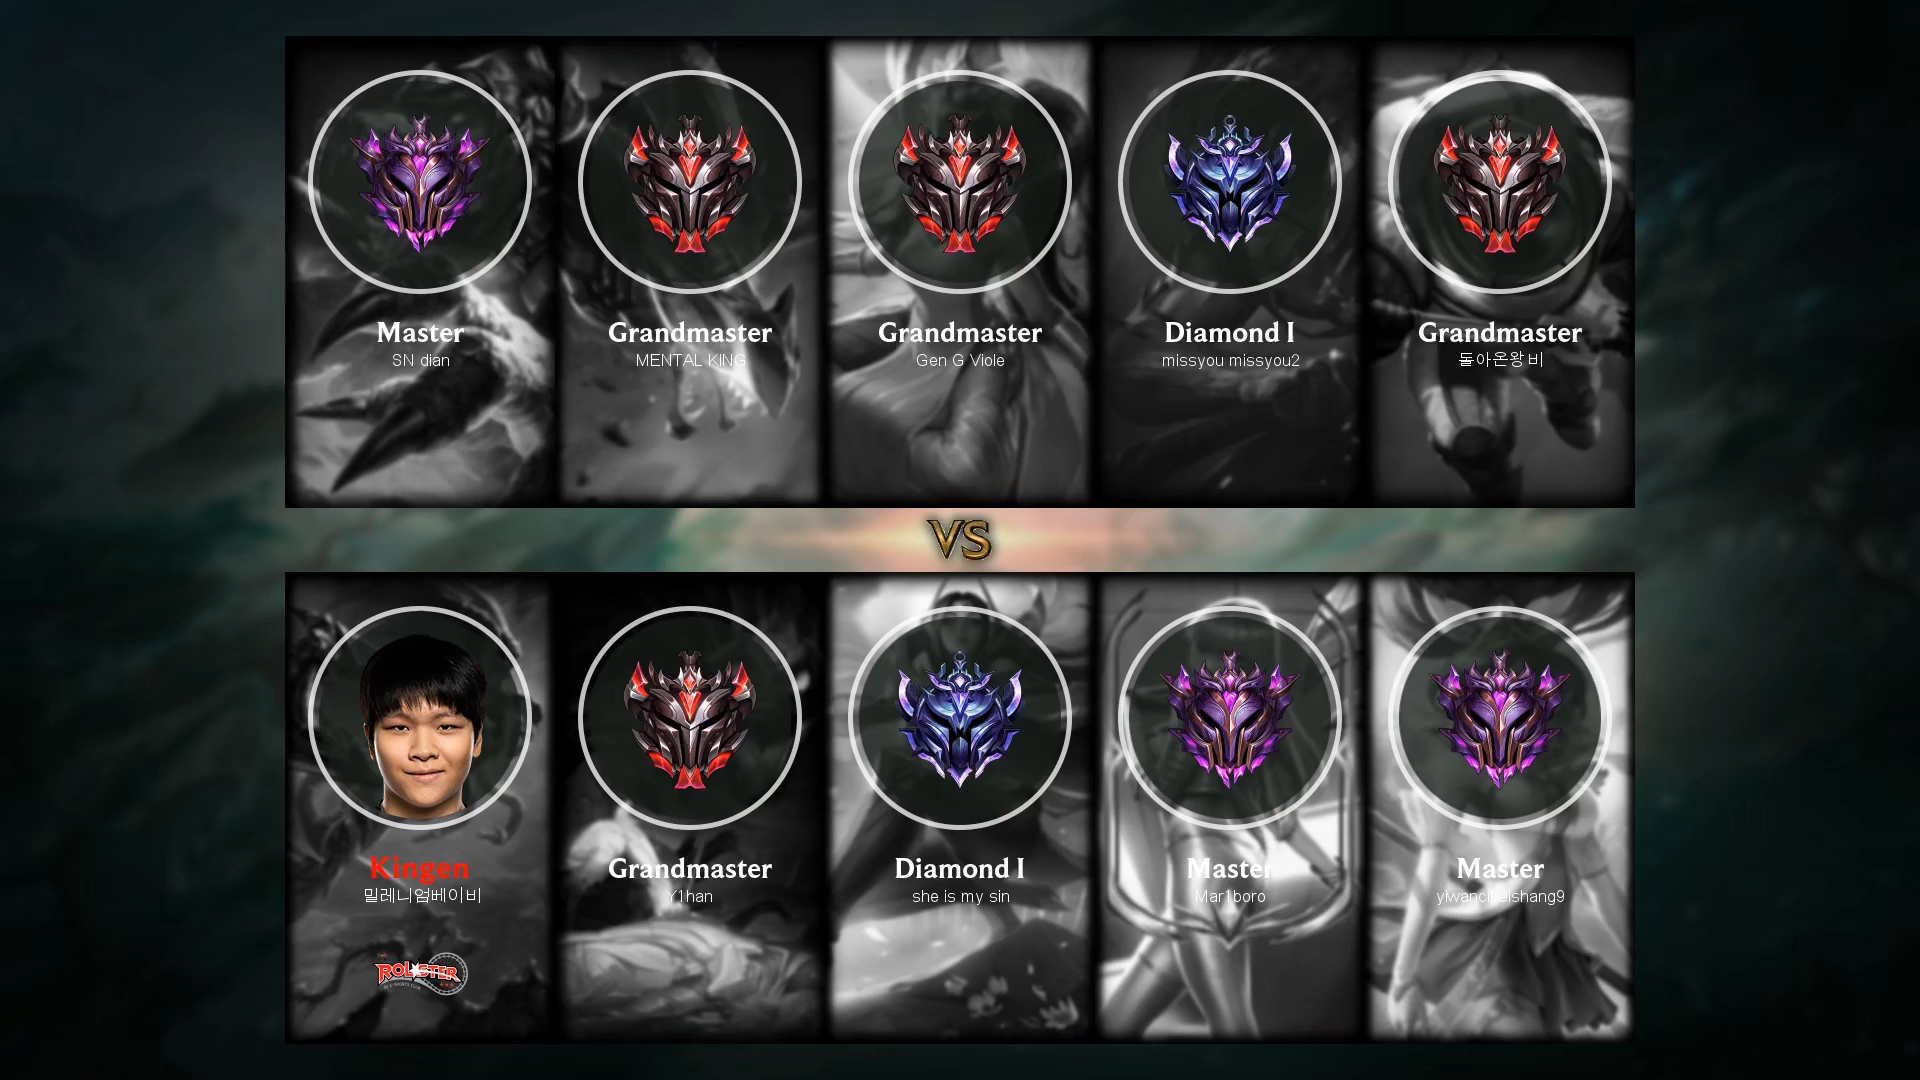 Master
SN dian
Grandmaster
MENTAL KING
Grandmaster
Gen G Viole
Diamond I
missyou missyou2
Grandmaster
돌아온왕비
VS
Kingen
밀레니엄베이비
ROLSTER
Grandmaster
Y1han
Diamond I
she is my sin
Master
Mar1boro
Master